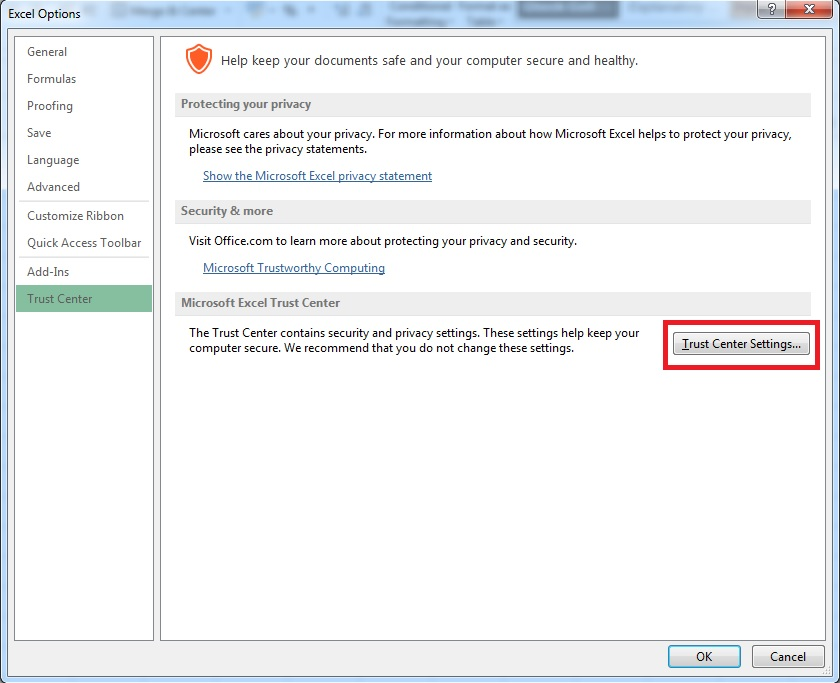 Excel Options
?
General
Formulas
Proofing
Save
Language
Advanced
Customize Ribbon
Quick Access Toolbar
Add-Ins
Trust Center
Help keep your documents safe and your computer secure and healthy.
Protecting your privacy
Microsoft cares about your privacy. For more information about how Microsoft Excel helps to protect your privacy,
please see the privacy statements.
Show the Microsoft Excel privacy statement
Security & more
Visit Office.com to learn more about protecting your privacy and security.
Microsoft Trustworthy Computing
Microsoft Excel Trust Center
The Trust Center contains security and privacy settings. These settings help keep your
computer secure. We recommend that you do not change these settings.
Trust Center Settings...
OK
Cancel